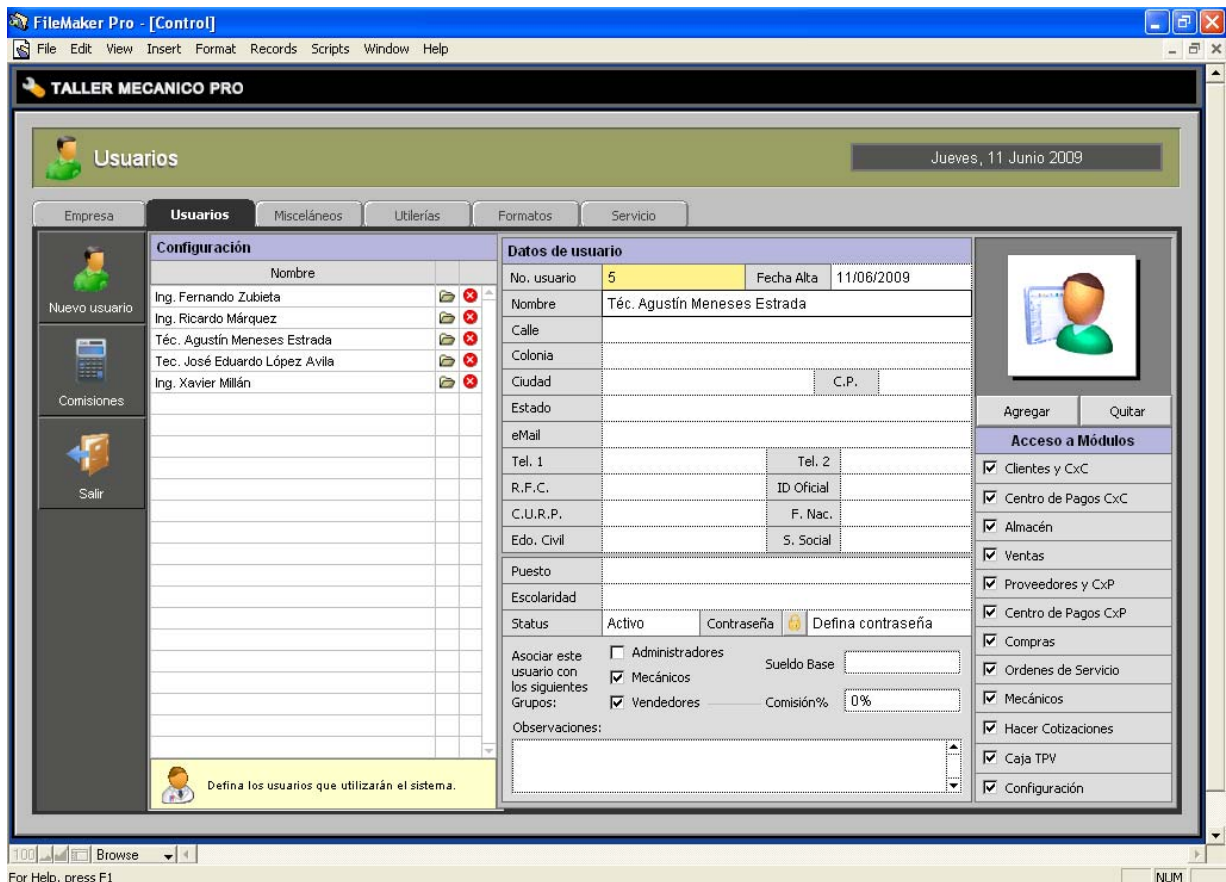 FileMaker Pro - [Control]
File Edit View Insert Format Records Scripts Window Help
TALLER MECANICO PRO
Usuarios
Jueves, 11 Junio 2009
Empresa Usuarios Misceláneos Utilerías Formatos Servicio
Nuevo usuario
Comisiones
Salir
Configuración
Nombre
Ing. Fernando Zubieta
Ing. Ricardo Márquez
Téc. Agustín Meneses Estrada
Tec. José Eduardo López Avila
Ing. Xavier Millán
Defina los usuarios que utilizarán el sistema.
Datos de usuario
No. usuario 5 Fecha Alta 11/06/2009
Nombre Téc. Agustín Meneses Estrada
Calle
Colonia
Ciudad C.P.
Estado
eMail
Tel. 1 Tel. 2
R.F.C. ID Oficial
C.U.R.P. F. Nac.
Edo. Civil S. Social
Puesto
Escolaridad
Status Activo Contraseña Defina contraseña
Asociar este
usuario con
los siguientes
Grupos:
Administradores
Mecánicos
Vendedores
Sueldo Base
Comisión% 0%
Observaciones:
Agregar Quitar
Acceso a Módulos
Clientes y CxC
Centro de Pagos CxC
Almacén
Ventas
Proveedores y CxP
Centro de Pagos CxP
Compras
Ordenes de Servicio
Mecánicos
Hacer Cotizaciones
Caja TPV
Configuración
100 Browse
For Help, press F1 NUM